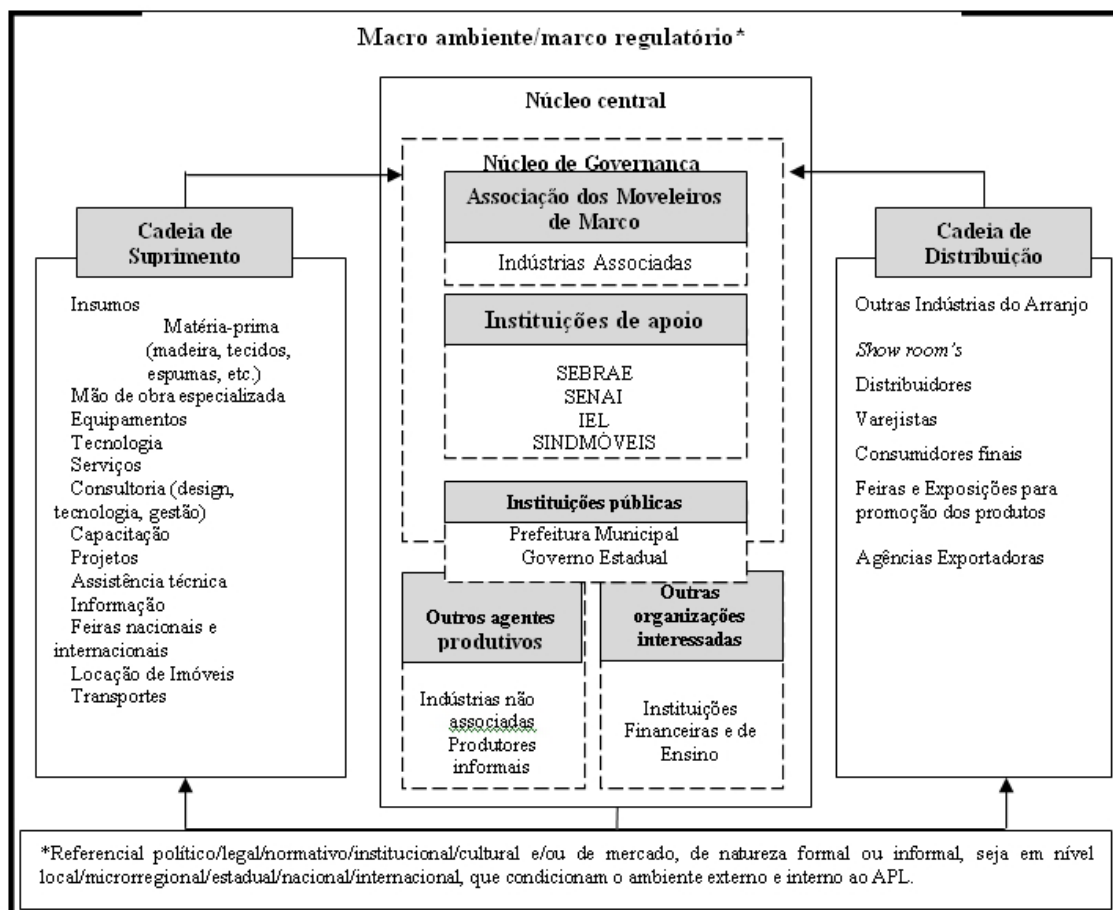 Macro ambiente/marco regulatório*
Núcleo central
Núcleo de Governança
Associação dos Moveleiros
de Marco
Indústrias Associadas
Instituições de apoio
SEBRAE
SENAI
IEL
SINDMÓVEIS
Instituições públicas
Prefeitura Municipal
Governo Estadual
Outros agentes
produtivos
Indústrias não
associadas
Produtores
informais
Outras
organizações
interessadas
Instituições
Financeiras e de
Ensino
Cadeia de
Suprimento
Insumos
Matéria-prima
(madeira, tecidos,
espumas, etc.)
Mão de obra especializada
Equipamentos
Tecnologia
Serviços
Consultoria (design,
tecnologia, gestão)
Capacitação
Projetos
Assistência técnica
Informação
Feiras nacionais e
internacionais
Locação de Imóveis
Transportes
Cadeia de
Distribuição
Outras Indústrias do Arranjo
Show room's
Distribuidores
Varejistas
Consumidores finais
Feiras e Exposições para
promoção dos produtos
Agências Exportadoras
*Referencial político/legal/normativo/institucional/cultural e/ou de mercado, de natureza formal ou informal, seja em nível
local/microrregional/estadual/nacional/internacional, que condicionam o ambiente externo e interno ao APL.